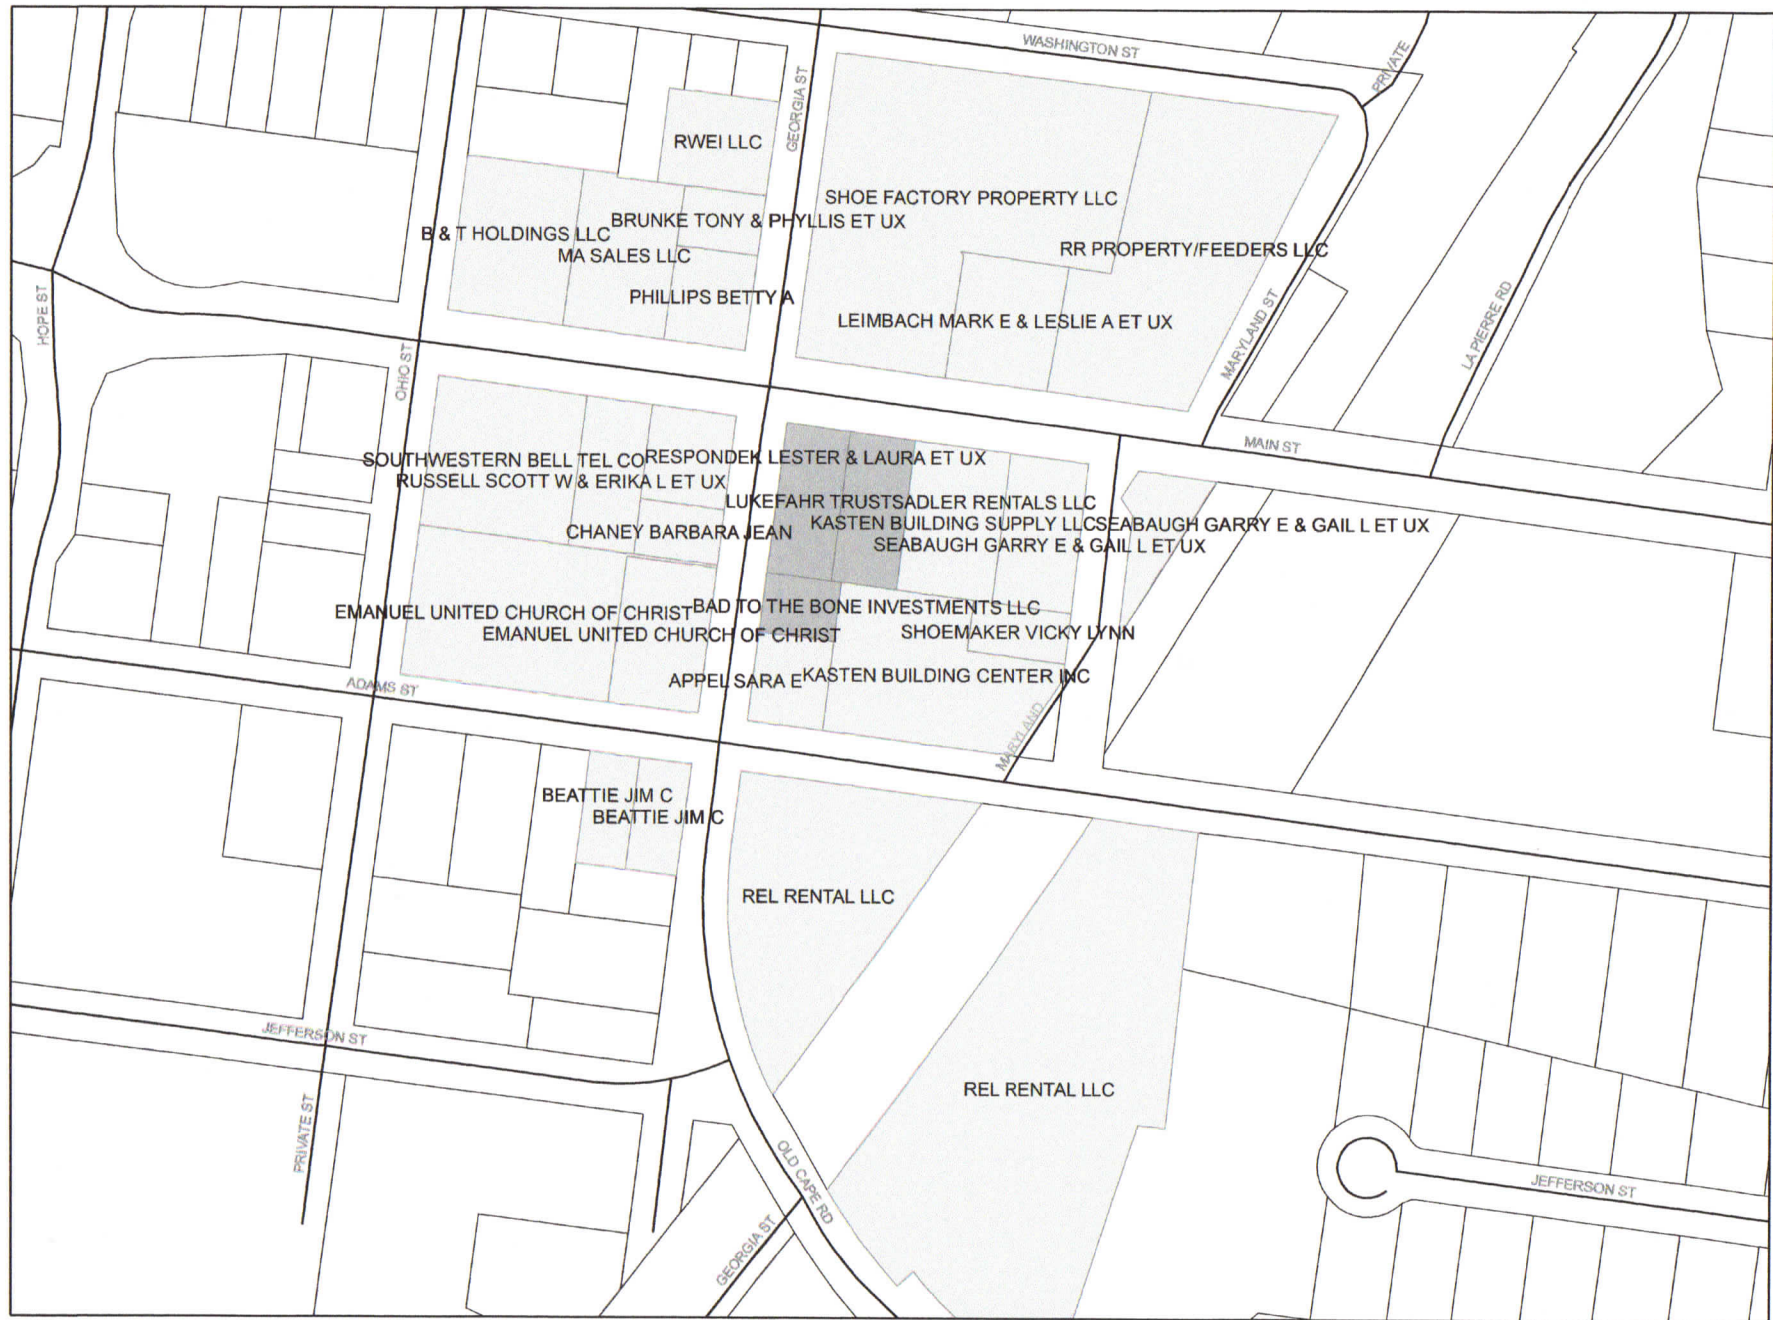 WASHINGTON ST
PRIVATE
GEORGIA ST
RWEI LLC
SHOE FACTORY PROPERTY LLC
BRUNKE TONY & PHYLLIS ET UX
B & T HOLDINGS LLC
MA SALES LLC
RR PROPERTY/FEEDERS LLC
PHILLIPS BETTY A
LEIMBACH MARK E & LESLIE A ET UX
HOPE ST
OHIO ST
MARYLAND ST
LA PIERRE RD
MAIN ST
SOUTHWESTERN BELL TEL CO
RESPONDEK LESTER & LAURA ET UX
RUSSELL SCOTT W & ERIKA L ET UX
LUKEFAHR TRUST
SADLER RENTALS LLC
KASTEN BUILDING SUPPLY LLC
SEABAUGH GARRY E & GAIL L ET UX
CHANEY BARBARA JEAN
SEABAUGH GARRY E & GAIL L ET UX
EMANUEL UNITED CHURCH OF CHRIST
BAD TO THE BONE INVESTMENTS LLC
EMANUEL UNITED CHURCH OF CHRIST
SHOEMAKER VICKY LYNN
APPEL SARA E
KASTEN BUILDING CENTER INC
ADAMS ST
MARYLAND
BEATTIE JIM C
BEATTIE JIM C
REL RENTAL LLC
JEFFERSON ST
REL RENTAL LLC
PRIVATE ST
OLD CAPE RD
JEFFERSON ST
GEORGIA ST